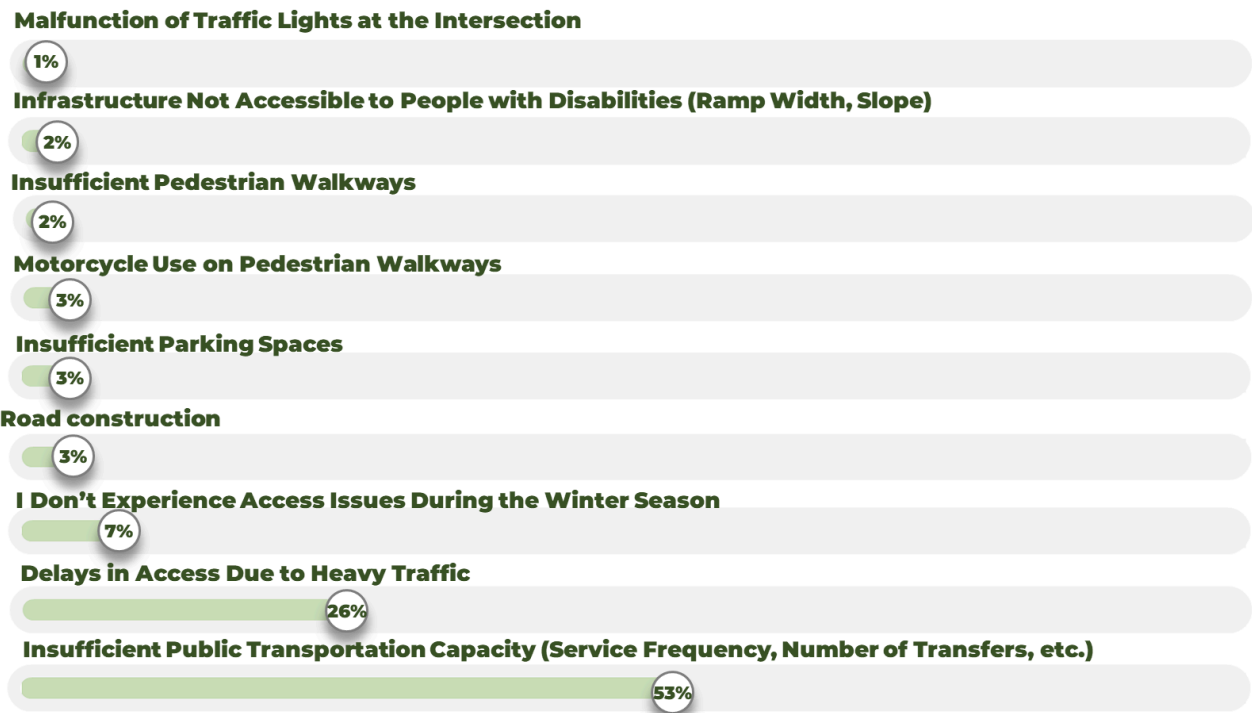 Malfunction of Traffic Lights at the Intersection
1%
Infrastructure Not Accessible to People with Disabilities (Ramp Width, Slope)
2%
Insufficient Pedestrian Walkways
2%
Motorcycle Use on Pedestrian Walkways
3%
Insufficient Parking Spaces
3%
Road construction
3%
I Don’t Experience Access Issues During the Winter Season
7%
Delays in Access Due to Heavy Traffic
26%
Insufficient Public Transportation Capacity (Service Frequency, Number of Transfers, etc.)
53%